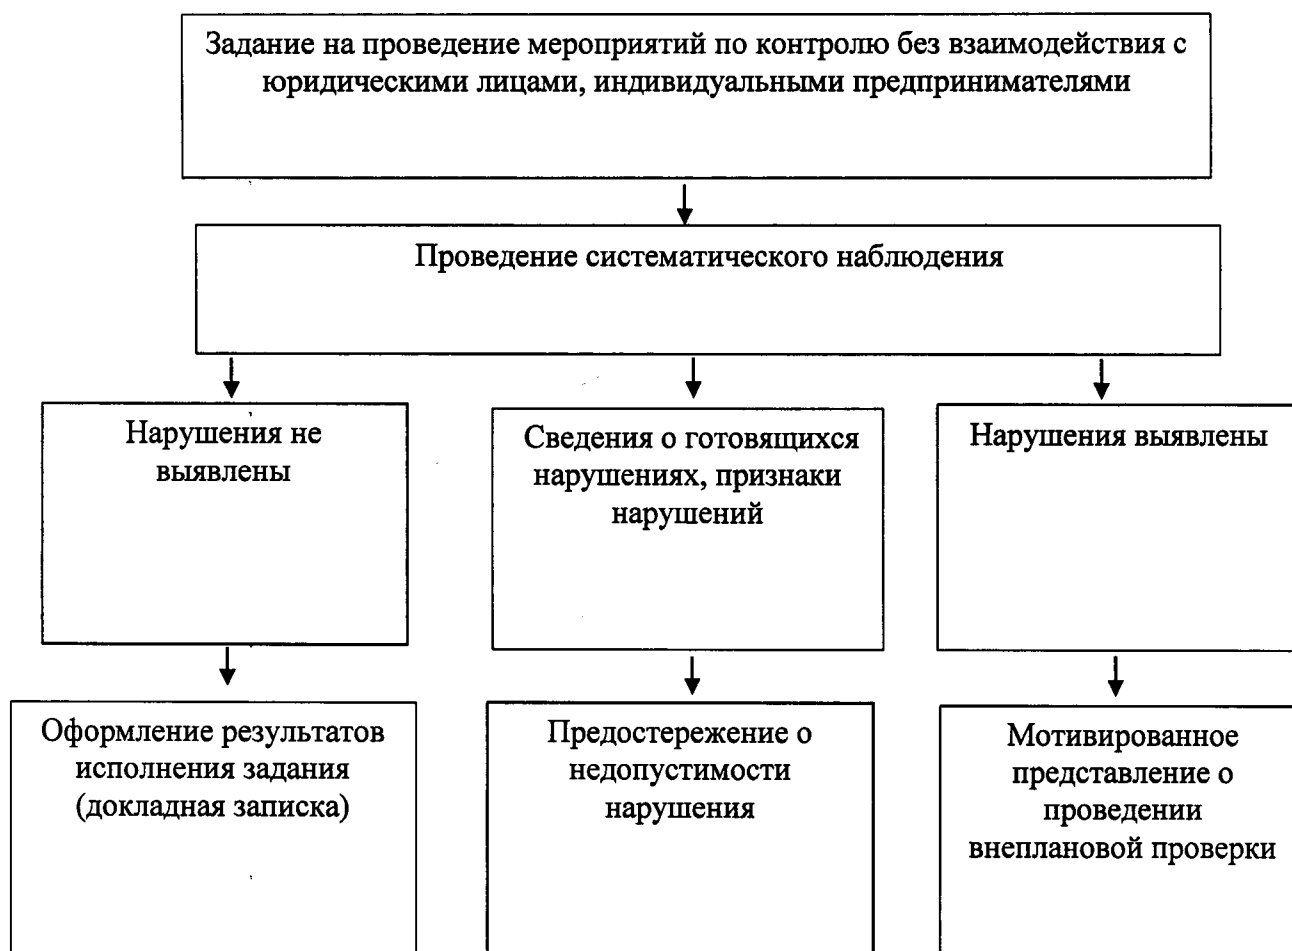 Задание на проведение мероприятий по контролю без взаимодействия с
юридическими лицами, индивидуальными предпринимателями
Проведение систематического наблюдения
Нарушения не
выявлены
Сведения о готовящихся
нарушениях, признаки
нарушений
Нарушения выявлены
Оформление результатов
исполнения задания
(докладная записка)
Предостережение о
недопустимости
нарушения
Мотивированное
представление о
проведении
внеплановой проверки